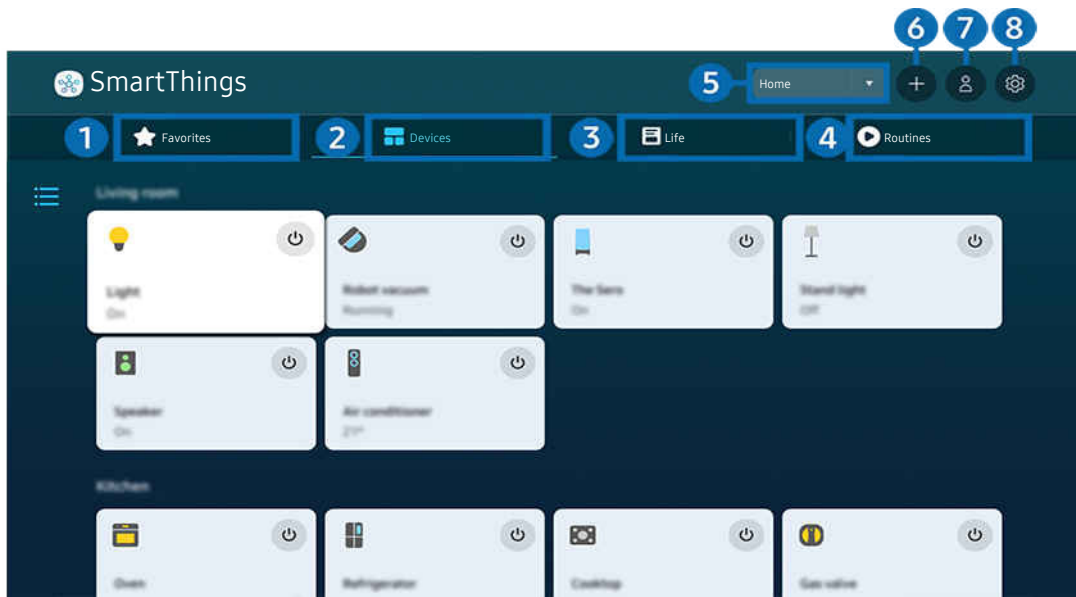 6 7 8
SmartThings
5 Home
1 Favorites 2 Devices 3 Life 4 Routines
Living room
Light
On
Robot vacuum
Running
The Sero
On
Stand light
Off
Speaker
On
Air conditioner
21°
Kitchen
Oven
Refrigerator
Cooktop
Gas valve